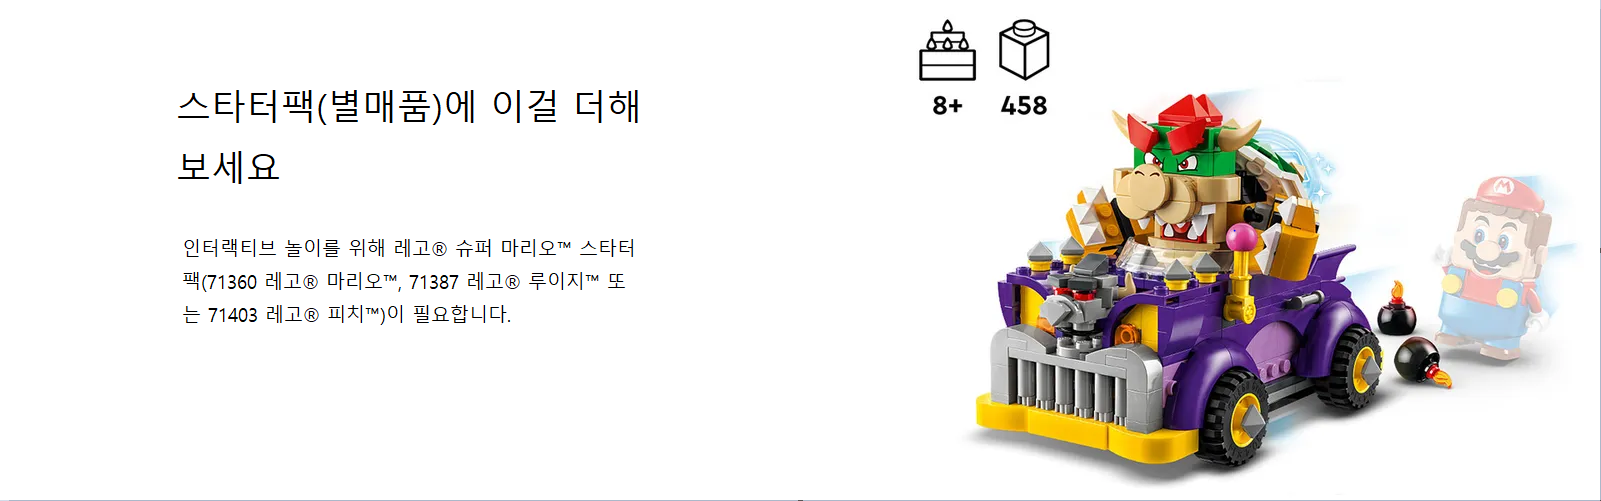 스타터팩(별매품)에 이걸 더해
보세요
인터랙티브 놀이를 위해 레고® 슈퍼 마리오™ 스타터
팩(71360 레고® 마리오™, 71387 레고® 루이지™ 또
는 71403 레고® 피치™)이 필요합니다.
8+ 458
M